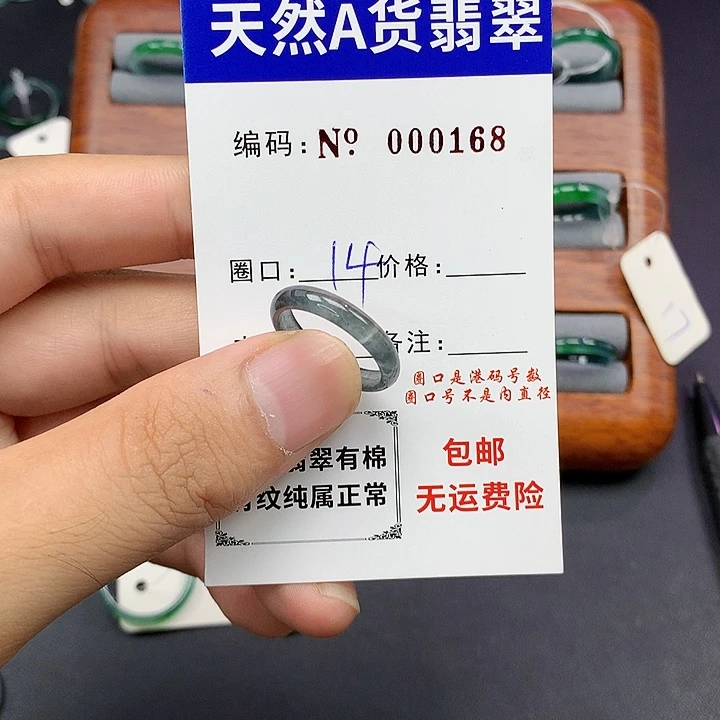 天然A货翡翠
编码: Nº 000168
圈口: 14 价格:
备注:
圈口是港码号数
圈口号不是内直径
翡翠有棉
纹纯属正常
包邮
无运费险